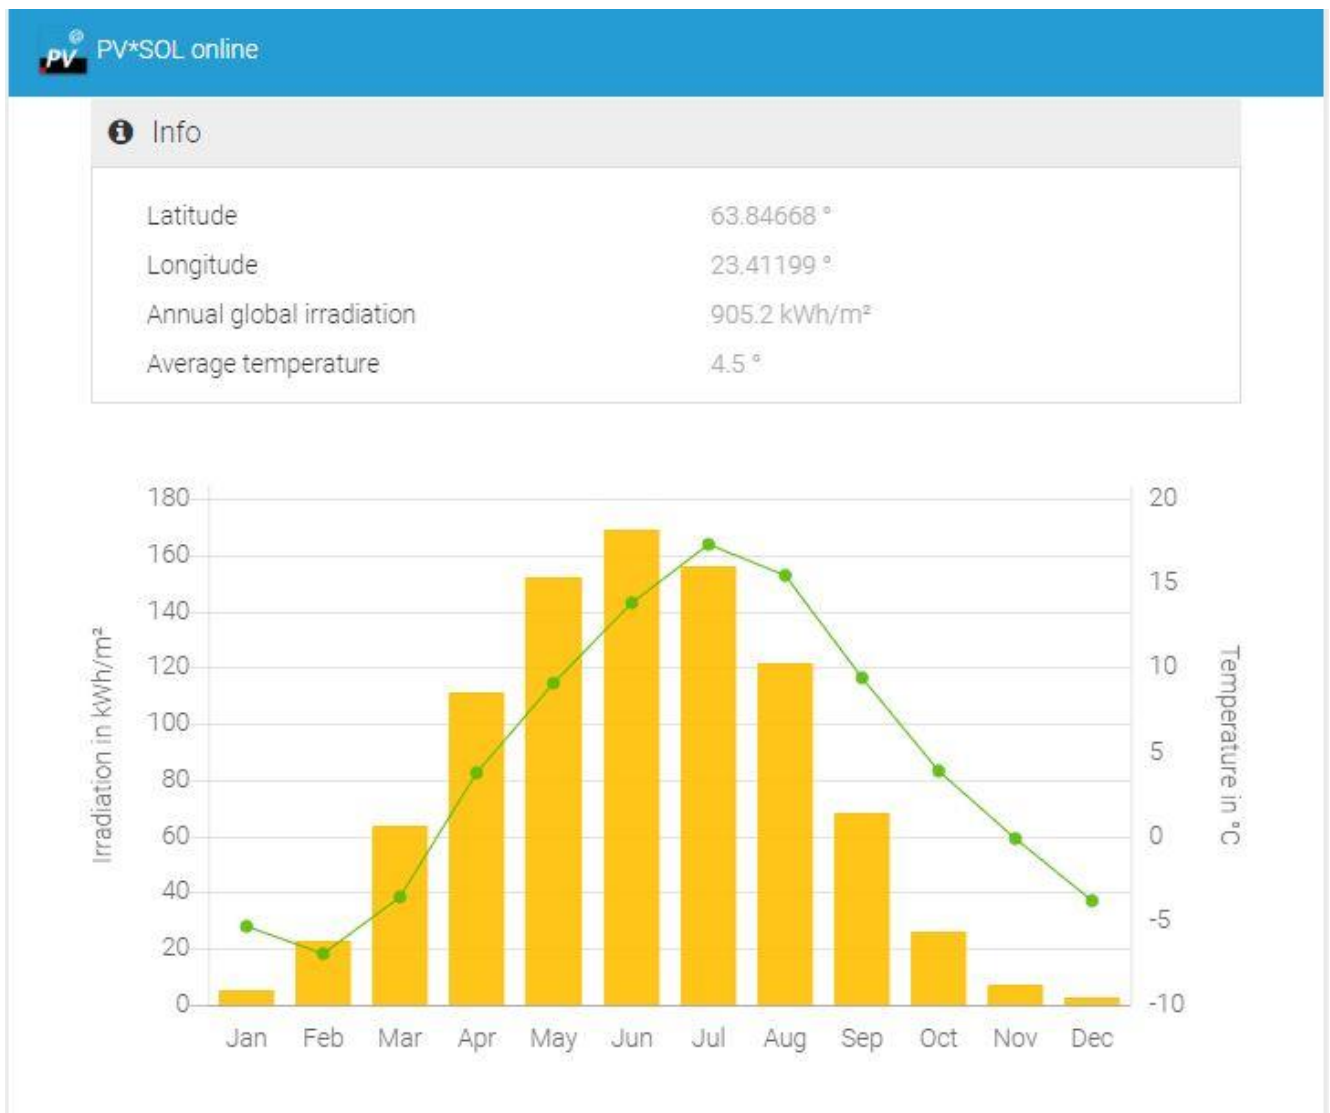 @
PV
PV*SOL online
Info
Latitude 63.84668 °
Longitude 23.41199 °
Annual global irradiation 905.2 kWh/m²
Average temperature 4.5 °
180 20
160
15
140
120 10
100
5
80
60 0
40
-5
20
0 -10
Irradiation in kWh/m²
Temperature in °C
Jan Feb Mar Apr May Jun Jul Aug Sep Oct Nov Dec